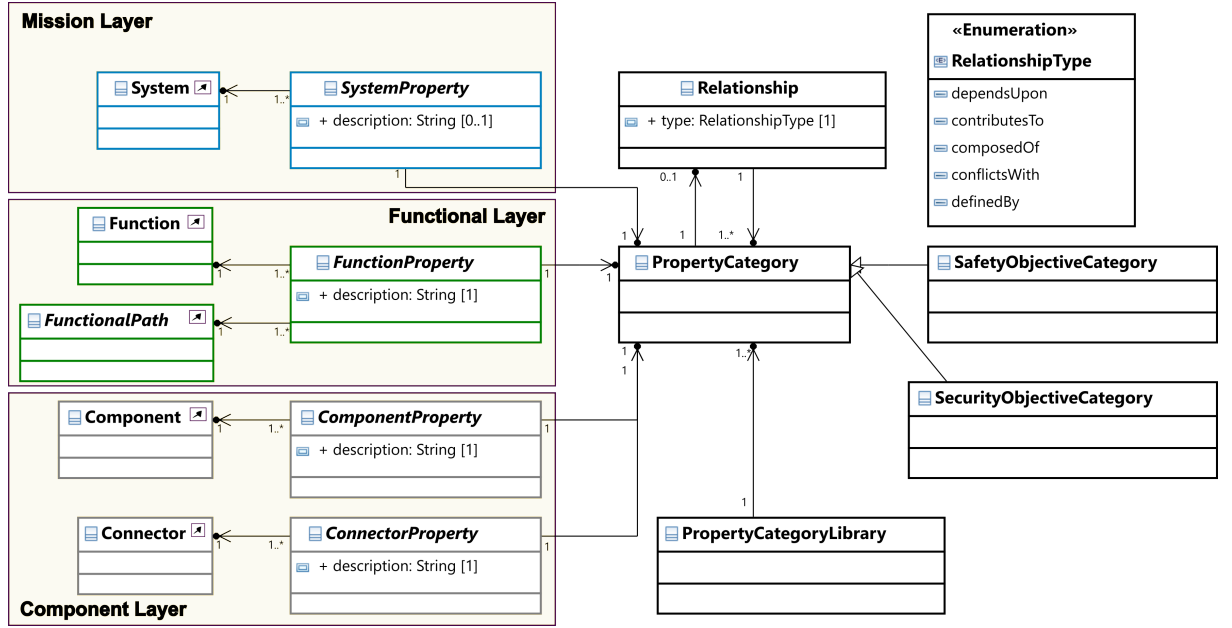 Mission Layer
System
1
1..*
SystemProperty
+ description: String [0..1]
1
Relationship
+ type: RelationshipType [1]
0..1
1
1
1..*
«Enumeration»
RelationshipType
dependsUpon
contributesTo
composedOf
conflictsWith
definedBy
Functional Layer
Function
1
1..*
FunctionProperty
+ description: String [1]
1
1
1
FunctionalPath
1
1..*
PropertyCategory
1
1
1..*
SafetyObjectiveCategory
SecurityObjectiveCategory
Component
1
1..*
ComponentProperty
+ description: String [1]
1
Connector
1
1..*
ConnectorProperty
+ description: String [1]
1
1
PropertyCategoryLibrary
Component Layer